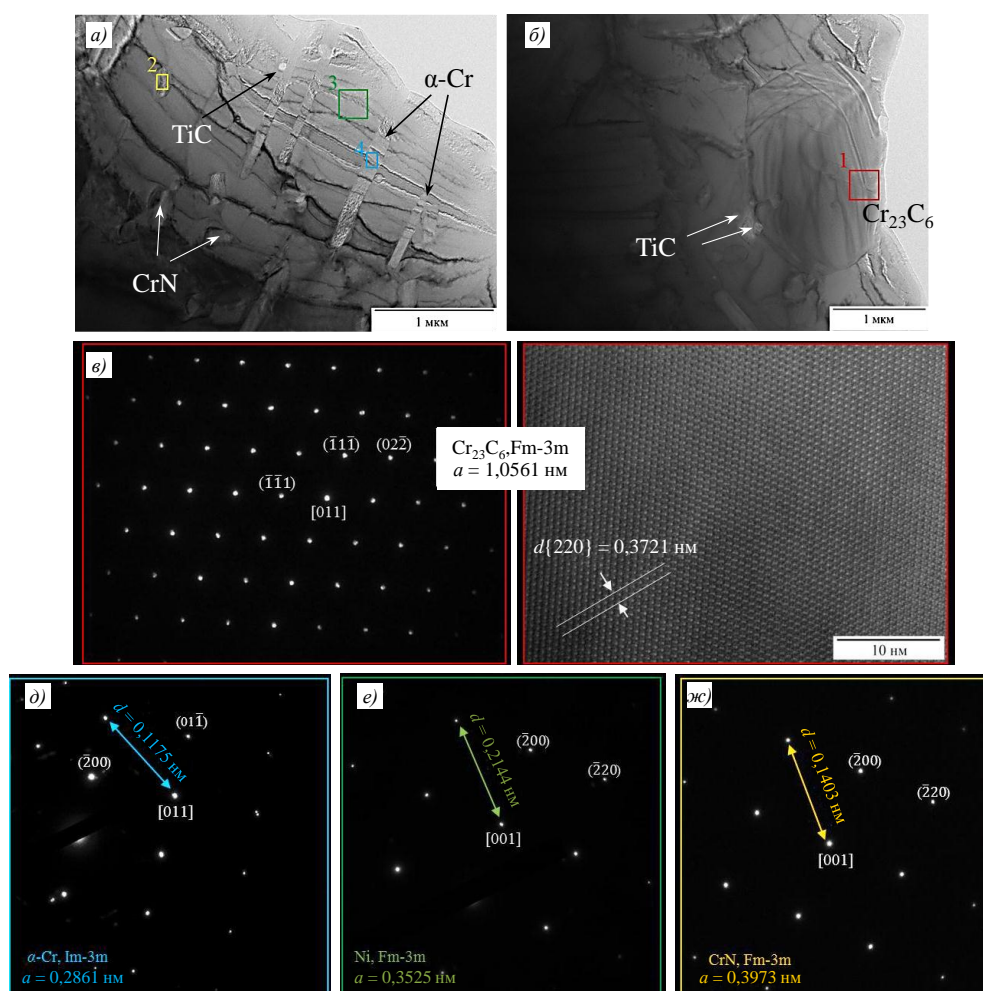 а)
2
3
α-Cr
TiC
4
CrN
1 мкм
б)
1
Cr₂₃C₆
TiC
1 мкм
в)
(1̅11̅) (022̅)
(1̅1̅1)
[011]
Cr₂₃C₆,Fm-3m
a = 1,0561 нм
d{220} = 0,3721 нм
10 нм
д)
d = 0,1175 нм
(011̅)
(2̅00)
[011]
α-Cr, Im-3m
a = 0,2861 нм
е)
d = 0,2144 нм
(2̅00)
(2̅20)
[001]
Ni, Fm-3m
a = 0,3525 нм
ж)
d = 0,1403 нм
(2̅00)
(2̅20)
[001]
CrN, Fm-3m
a = 0,3973 нм